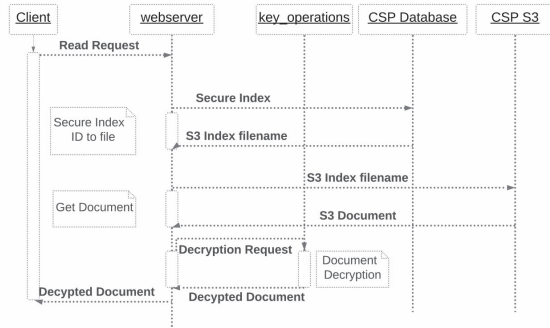 Client
webserver
key_operations
CSP Database
CSP S3
Read Request
Secure Index
Secure Index
ID to file
S3 Index filename
S3 Index filename
Get Document
S3 Document
Decryption Request
Document
Decryption
Decypted Document
Decypted Document